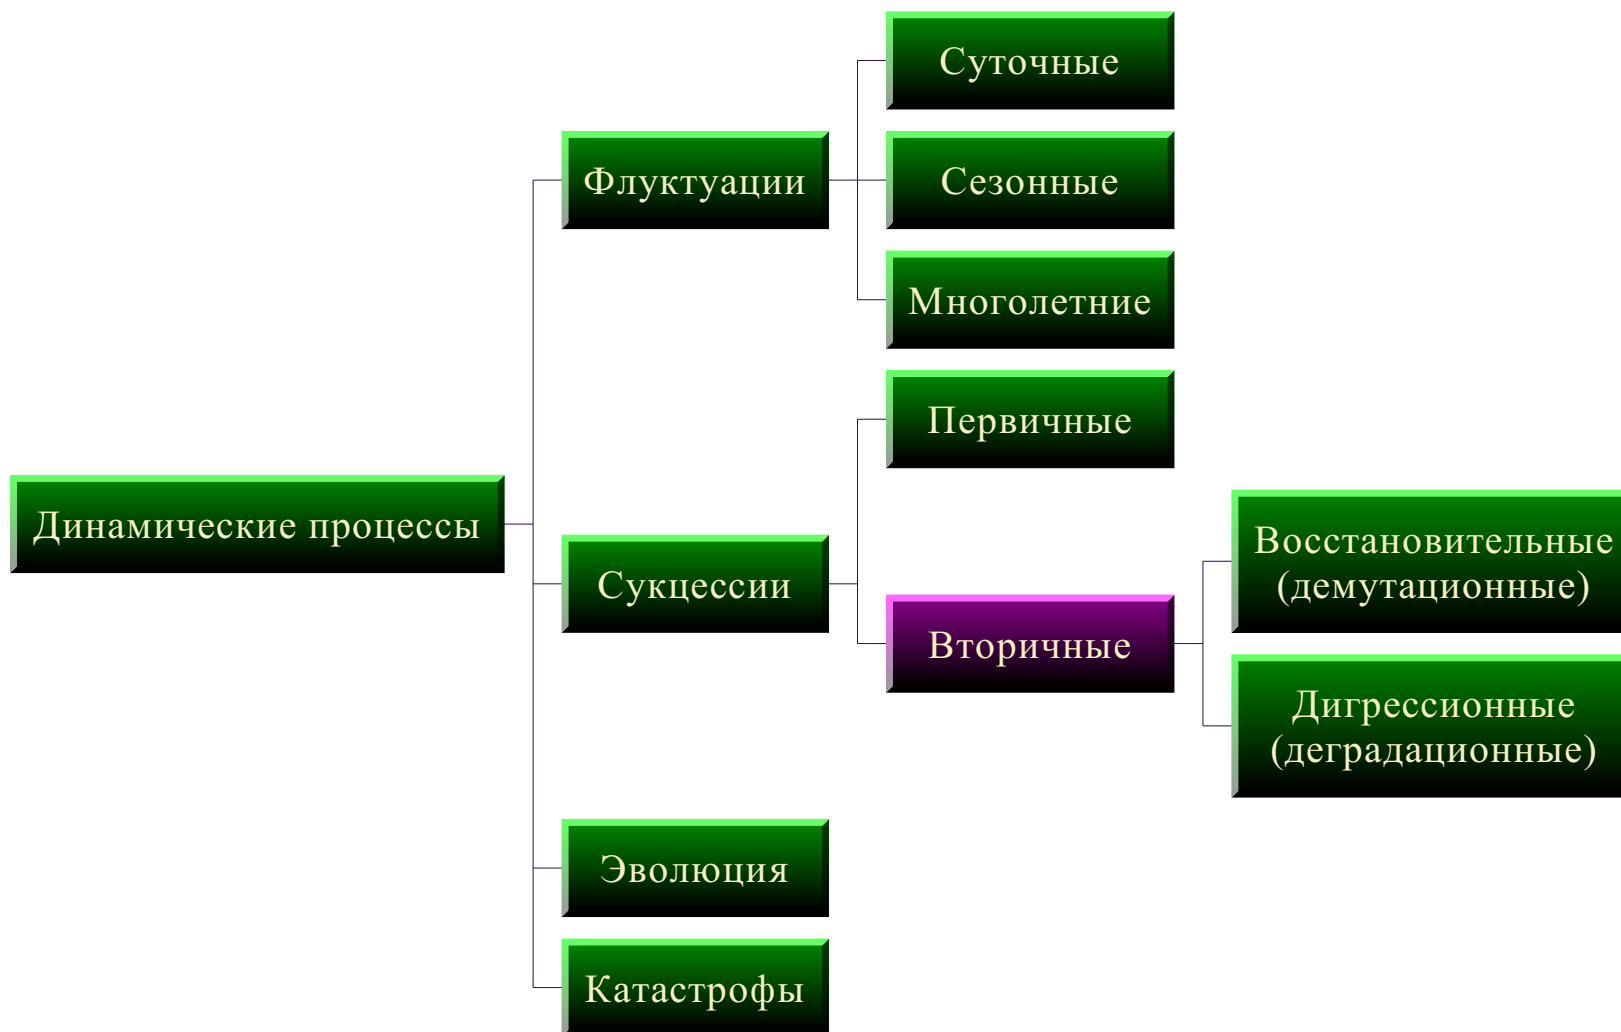 Суточные
Флуктуации
Сезонные
Многолетние
Первичные
Динамические процессы
Восстановительные
(демутационные)
Сукцессии
Вторичные
Дигрессионные
(деградационные)
Эволюция
Катастрофы